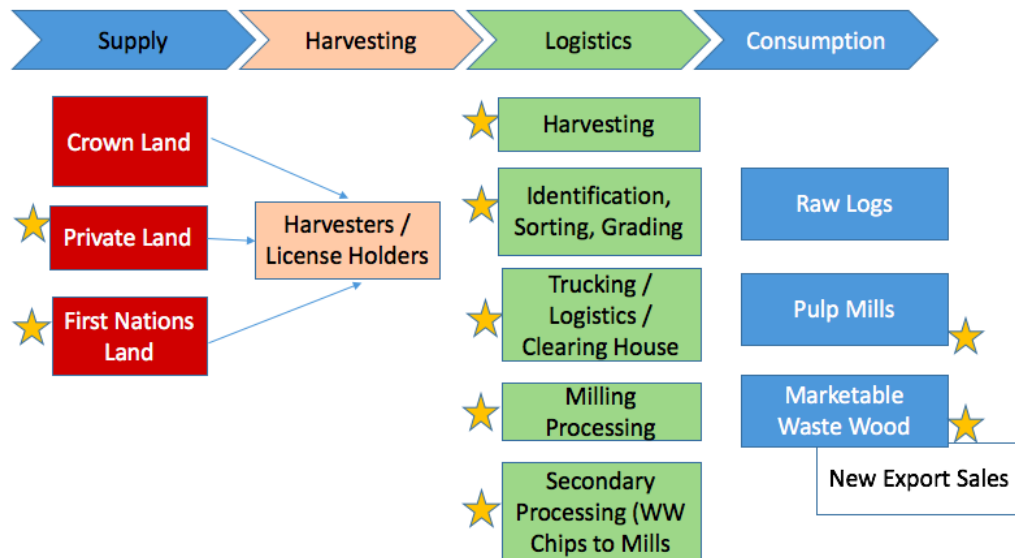 Supply
Harvesting
Logistics
Consumption
Crown Land
Private Land
First Nations
Land
Harvesters /
License Holders
Harvesting
Identification,
Sorting, Grading
Trucking /
Logistics /
Clearing House
Milling
Processing
Secondary
Processing (WW
Chips to Mills
Raw Logs
Pulp Mills
Marketable
Waste Wood
New Export Sales